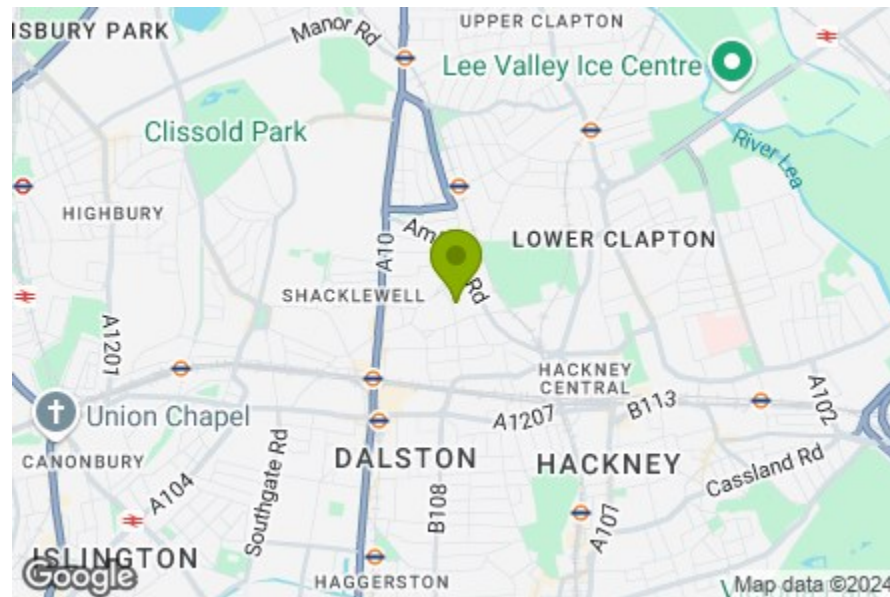 UPPER CLAPTON
NSBURY PARK
Manor Rd
Lee Valley Ice Centre
Clissold Park
River Lea
HIGHBURY
LOWER CLAPTON
A10
Rd
SHACKLEWELL
A1201
HACKNEY
CENTRAL
A102
Union Chapel
A1207
B113
CANONBURY
DALSTON
HACKNEY
Cassland Rd
A104
Southgate Rd
B108
A107
ISLINGTON
HAGGERSTON
Google
Map data ©2024